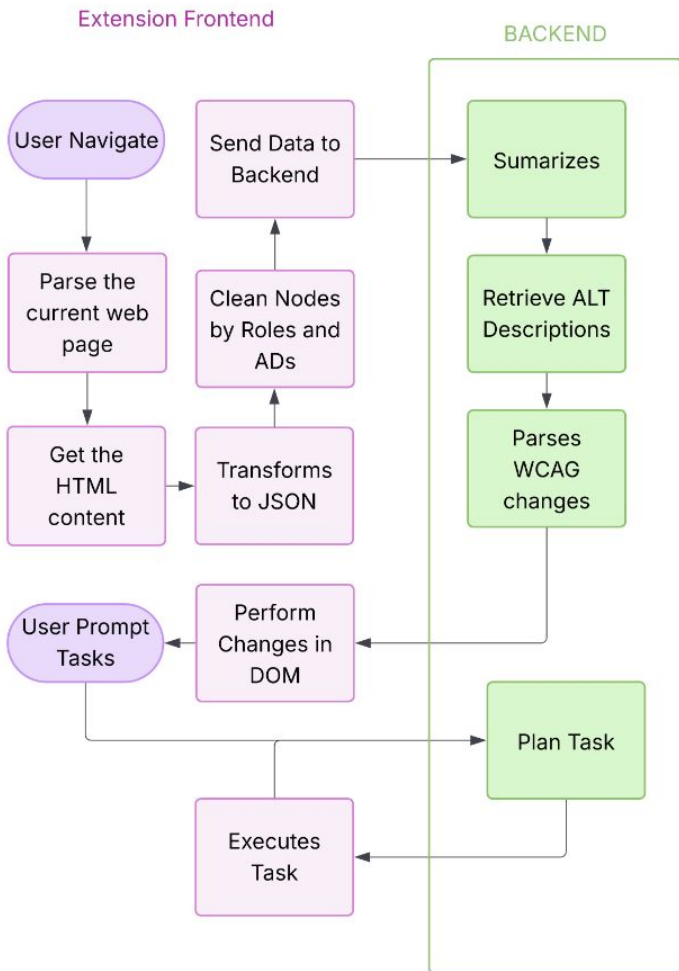 Extension Frontend
BACKEND
User Navigate
Parse the
current web
page
Get the
HTML
content
Transforms
to JSON
Clean Nodes
by Roles and
ADs
Send Data to
Backend
Sumarizes
Retrieve ALT
Descriptions
Parses
WCAG
changes
Perform
Changes in
DOM
User Prompt
Tasks
Plan Task
Executes
Task